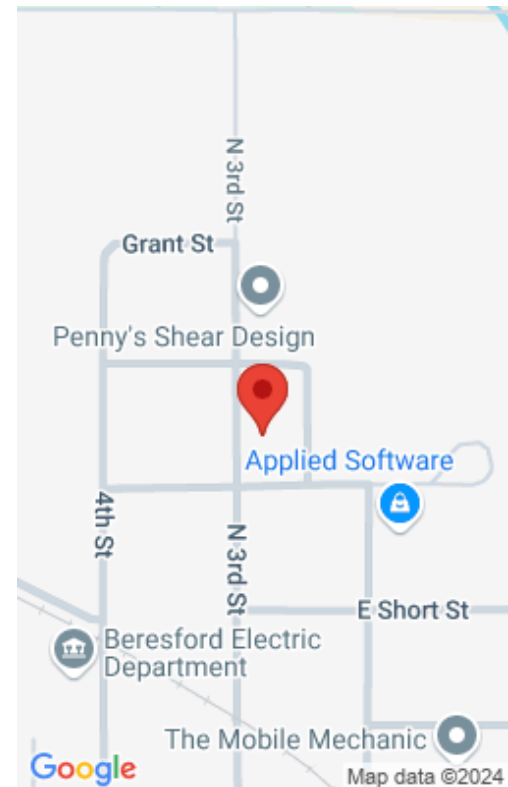 N 3rd St
Grant St
Penny's Shear Design
Applied Software
4th St
N 3rd St
E Short St
Beresford Electric
Department
The Mobile Mechanic
Google
Map data ©2024